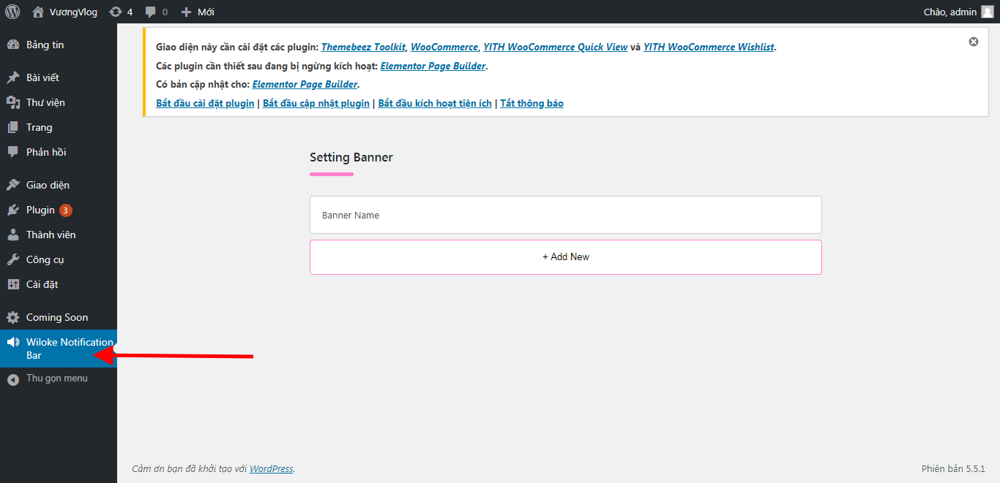 VươngVlog 4 0 Mới Chào, admin
Bảng tin
Bài viết
Thư viện
Trang
Phản hồi
Giao diện
Plugin 3
Thành viên
Công cụ
Cài đặt
Coming Soon
Wiloke Notification
Bar
Thu gọn menu
Giao diện này cần cài đặt các plugin: Themebeez Toolkit, WooCommerce, YITH WooCommerce Quick View và YITH WooCommerce Wishlist.
Các plugin cần thiết sau đang bị ngừng kích hoạt: Elementor Page Builder.
Có bản cập nhật cho: Elementor Page Builder.
Bắt đầu cài đặt plugin | Bắt đầu cập nhật plugin | Bắt đầu kích hoạt tiện ích | Tắt thông báo
Setting Banner
Banner Name
+ Add New
Cảm ơn bạn đã khởi tạo với WordPress. Phiên bản 5.5.1